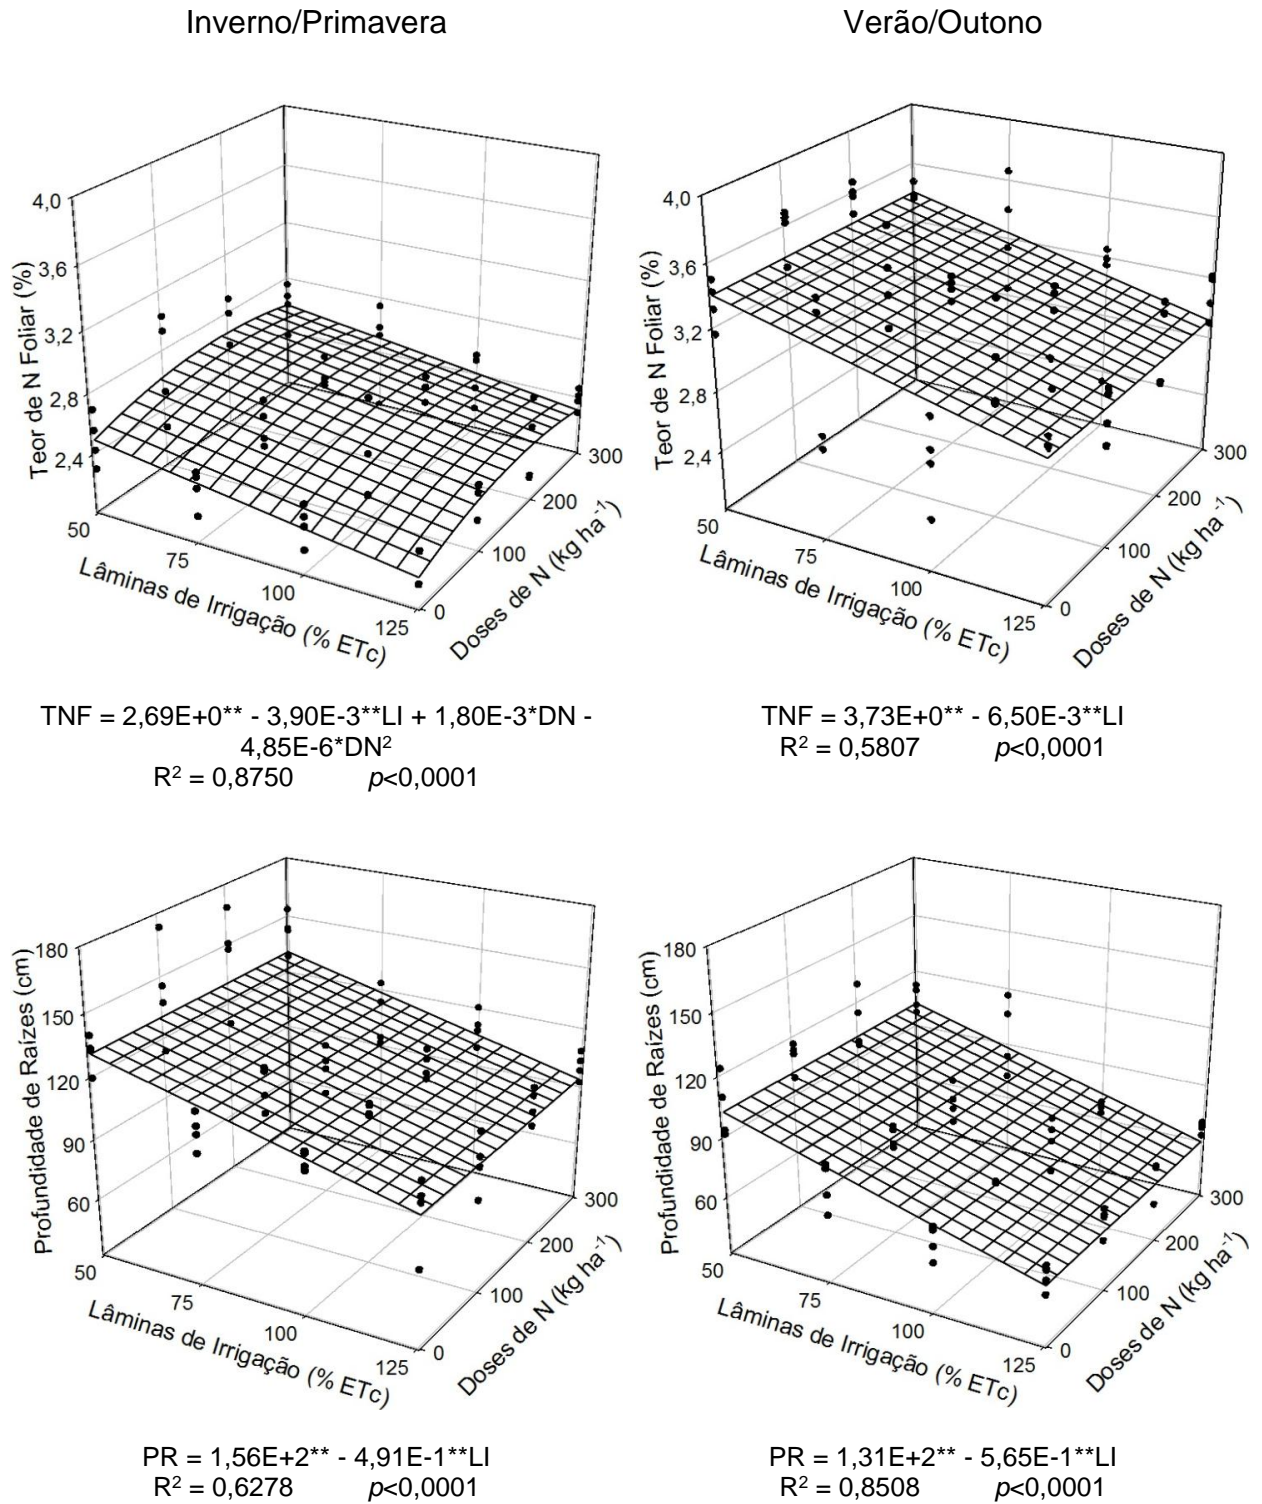 Inverno/Primavera
Verão/Outono
4,0
3,6
3,2
2,8
2,4
Teor de N Foliar (%)
50
75
100
125
Lâminas de Irrigação (% ETc)
0
100
200
300
Doses de N (kg ha⁻¹)
4,0
3,6
3,2
2,8
2,4
Teor de N Foliar (%)
50
75
100
125
Lâminas de Irrigação (% ETc)
0
100
200
300
Doses de N (kg ha⁻¹)
TNF = 2,69E+0** - 3,90E-3**LI + 1,80E-3*DN -
4,85E-6*DN²
R² = 0,8750 p<0,0001
TNF = 3,73E+0** - 6,50E-3**LI
R² = 0,5807 p<0,0001
180
150
120
90
60
Profundidade de Raízes (cm)
50
75
100
125
Lâminas de Irrigação (% ETc)
0
100
200
300
Doses de N (kg ha⁻¹)
180
150
120
90
60
Profundidade de Raízes (cm)
50
75
100
125
Lâminas de Irrigação (% ETc)
0
100
200
300
Doses de N (kg ha⁻¹)
PR = 1,56E+2** - 4,91E-1**LI
R² = 0,6278 p<0,0001
PR = 1,31E+2** - 5,65E-1**LI
R² = 0,8508 p<0,0001